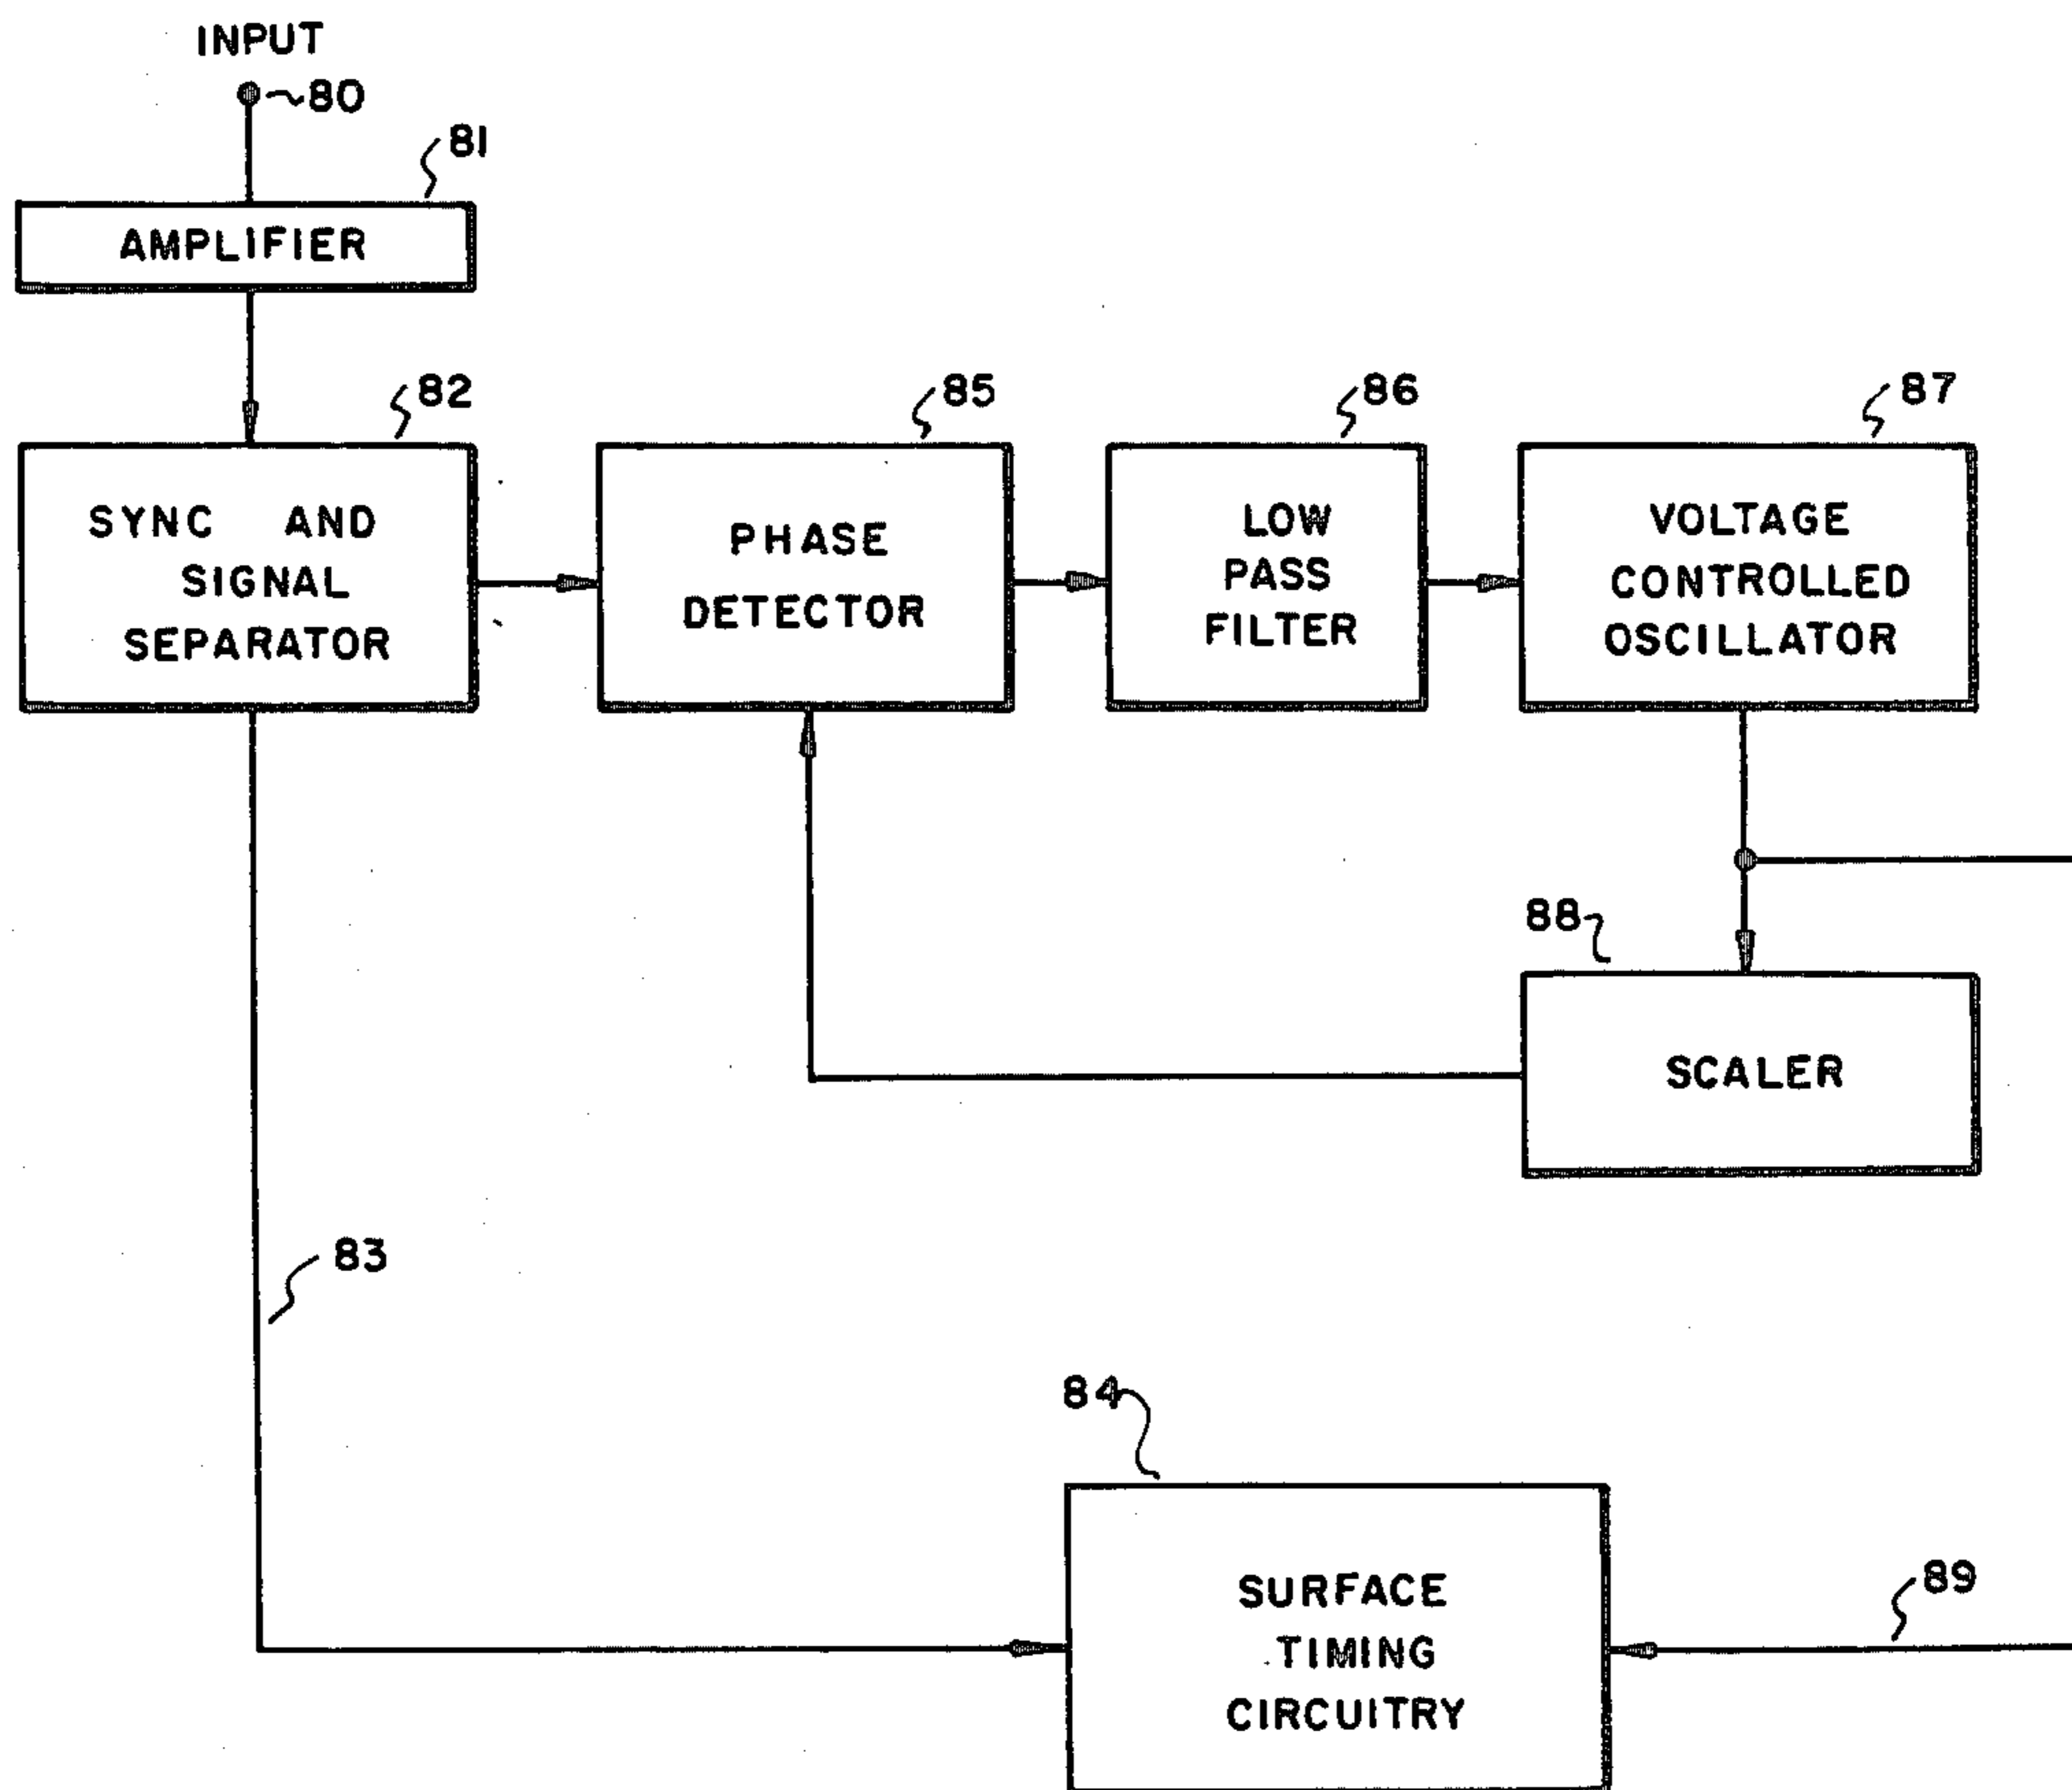 INPUT
80
81
AMPLIFIER
82
85
86
87
SYNC AND
SIGNAL
SEPARATOR
PHASE
DETECTOR
LOW
PASS
FILTER
VOLTAGE
CONTROLLED
OSCILLATOR
88
SCALER
83
84
89
SURFACE
TIMING
CIRCUITRY